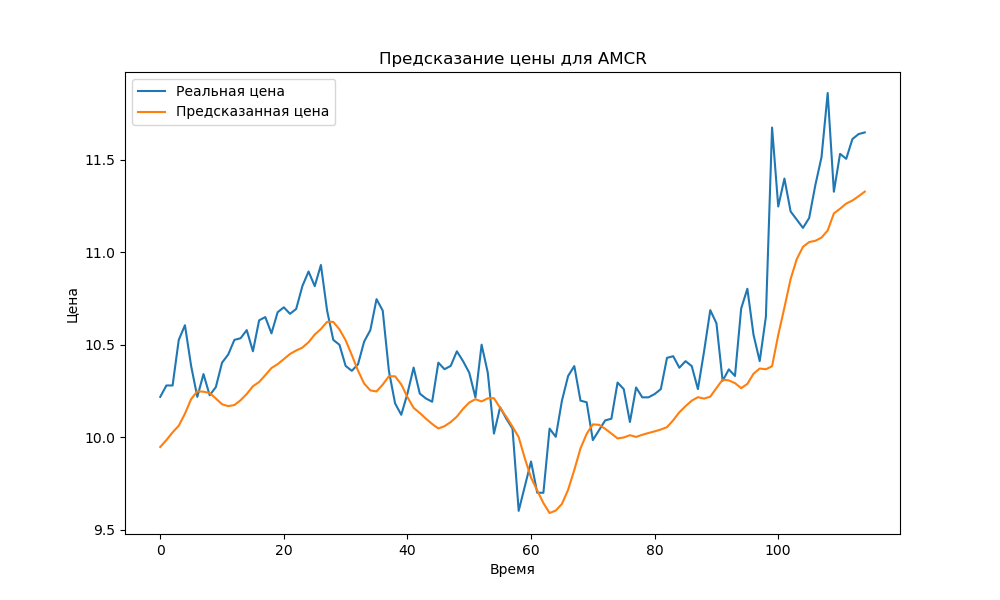 Предсказание цены для AMCR
Реальная цена
Предсказанная цена
Цена
11.5
11.0
10.5
10.0
9.5
0 20 40 60 80 100
Время